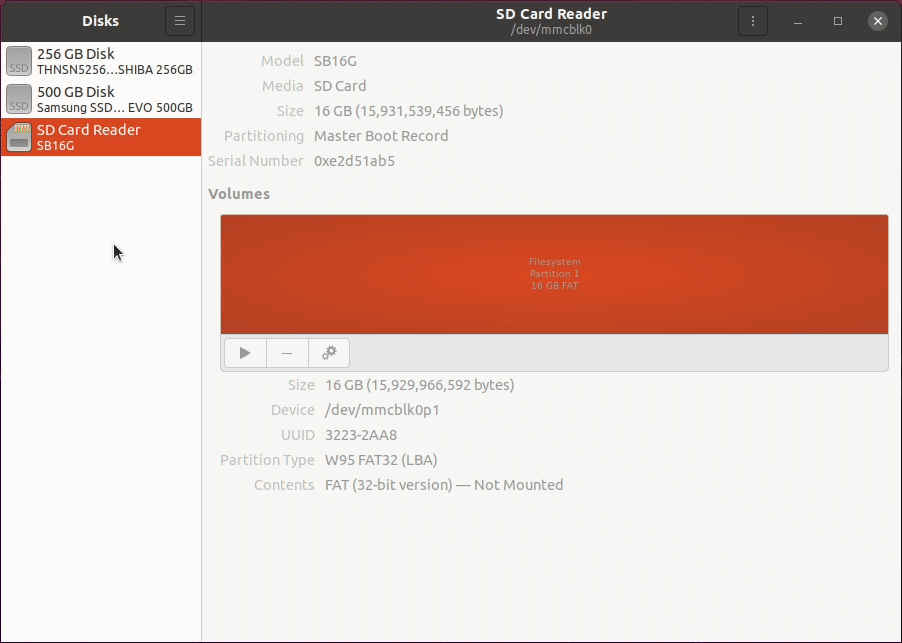 Disks
SD Card Reader
/dev/mmcblk0
SSD
256 GB Disk
THNSN5256…SHIBA 256GB
SSD
500 GB Disk
Samsung SSD… EVO 500GB
SD Card Reader
SB16G
Model SB16G
Media SD Card
Size 16 GB (15,931,539,456 bytes)
Partitioning Master Boot Record
Serial Number 0xe2d51ab5
Volumes
Filesystem
Partition 1
16 GB FAT
Size 16 GB (15,929,966,592 bytes)
Device /dev/mmcblk0p1
UUID 3223-2AA8
Partition Type W95 FAT32 (LBA)
Contents FAT (32-bit version) — Not Mounted